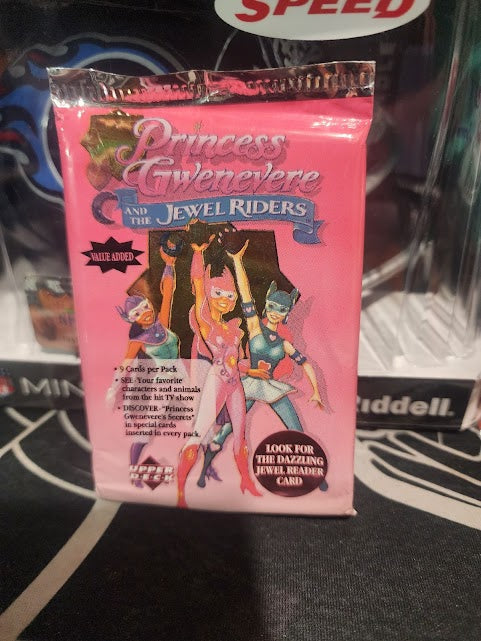 SPEED
Princess
Gwenevere
AND THE JEWEL RIDERS
VALUE ADDED
• 9 Cards per Pack
• SEE - Your favorite
characters and animals
from the hit TV show
• DISCOVER - "Princess
Gwenevere's Secrets"
in special cards
inserted in every pack.
LOOK FOR
THE DAZZLING
JEWEL READER
CARD
UPPER
DECK
NFL MIN
Riddell